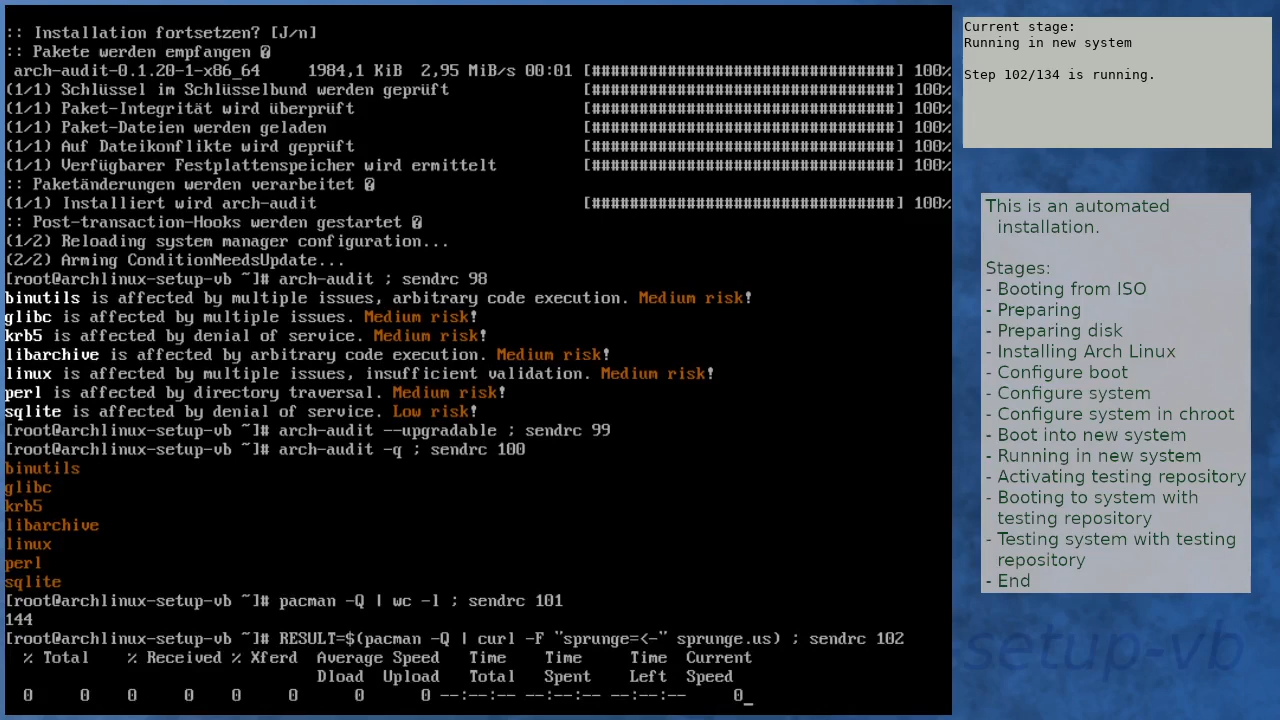 :: Installation fortsetzen? [J/n]
:: Pakete werden empfangen �
arch-audit-0.1.20-1-x86_64     1984,1 KiB  2,95 MiB/s 00:01 [################################] 100%
(1/1) Schlüssel im Schlüsselbund werden geprüft              [################################] 100%
(1/1) Paket-Integrität wird überprüft                        [################################] 100%
(1/1) Paket-Dateien werden geladen                           [################################] 100%
(1/1) Auf Dateikonflikte wird geprüft                        [################################] 100%
(1/1) Verfügbarer Festplattenspeicher wird ermittelt         [################################] 100%
:: Paketänderungen werden verarbeitet �
(1/1) Installiert wird arch-audit                            [################################] 100%
:: Post-transaction-Hooks werden gestartet �
(1/2) Reloading system manager configuration...
(2/2) Arming ConditionNeedsUpdate...
[root@archlinux-setup-vb ~]# arch-audit ; sendrc 98
binutils is affected by multiple issues, arbitrary code execution. Medium risk!
glibc is affected by multiple issues. Medium risk!
krb5 is affected by denial of service. Medium risk!
libarchive is affected by arbitrary code execution. Medium risk!
linux is affected by multiple issues, insufficient validation. Medium risk!
perl is affected by directory traversal. Medium risk!
sqlite is affected by denial of service. Low risk!
[root@archlinux-setup-vb ~]# arch-audit --upgradable ; sendrc 99
[root@archlinux-setup-vb ~]# arch-audit -q ; sendrc 100
binutils
glibc
krb5
libarchive
linux
perl
sqlite
[root@archlinux-setup-vb ~]# pacman -Q | wc -l ; sendrc 101
144
[root@archlinux-setup-vb ~]# RESULT=$(pacman -Q | curl -F "sprunge=<-" sprunge.us) ; sendrc 102
% Total    % Received % Xferd  Average Speed   Time    Time     Time  Current
Dload  Upload   Total   Spent    Left  Speed
0     0    0     0    0     0      0      0 --:--:-- --:--:-- --:--:--     0_
Current stage:
Running in new system
Step 102/134 is running.
This is an automated
installation.
Stages:
- Booting from ISO
- Preparing
- Preparing disk
- Installing Arch Linux
- Configure boot
- Configure system
- Configure system in chroot
- Boot into new system
- Running in new system
- Activating testing repository
- Booting to system with
testing repository
- Testing system with testing
repository
- End
setup-vb